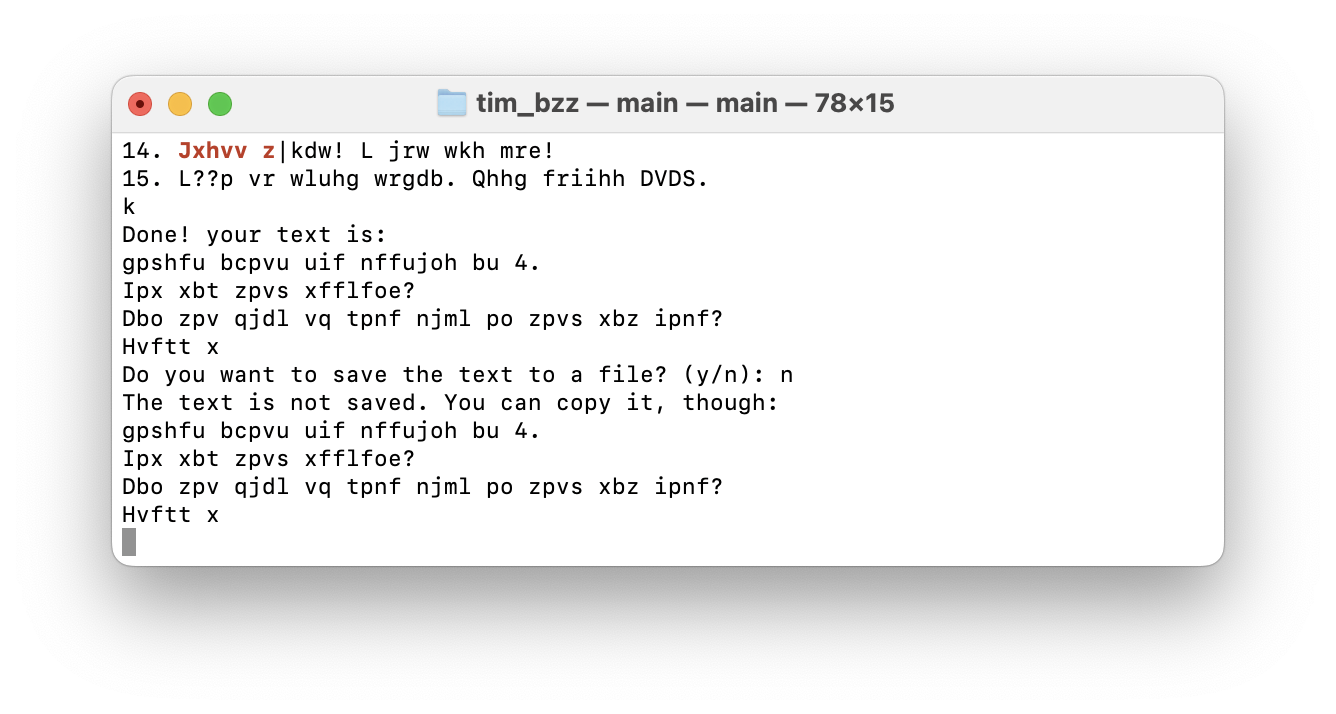 tim_bzz — main — main — 78×15
14. Jxhvv z|kdw! L jrw wkh mre!
15. L??p vr wluhg wrgdb. Qhhg friihh DVDS.
k
Done! your text is:
gpshfu bcpvu uif nffujoh bu 4.
Ipx xbt zpvs xfflfoe?
Dbo zpv qjdl vq tpnf njml po zpvs xbz ipnf?
Hvftt x
Do you want to save the text to a file? (y/n): n
The text is not saved. You can copy it, though:
gpshfu bcpvu uif nffujoh bu 4.
Ipx xbt zpvs xfflfoe?
Dbo zpv qjdl vq tpnf njml po zpvs xbz ipnf?
Hvftt x